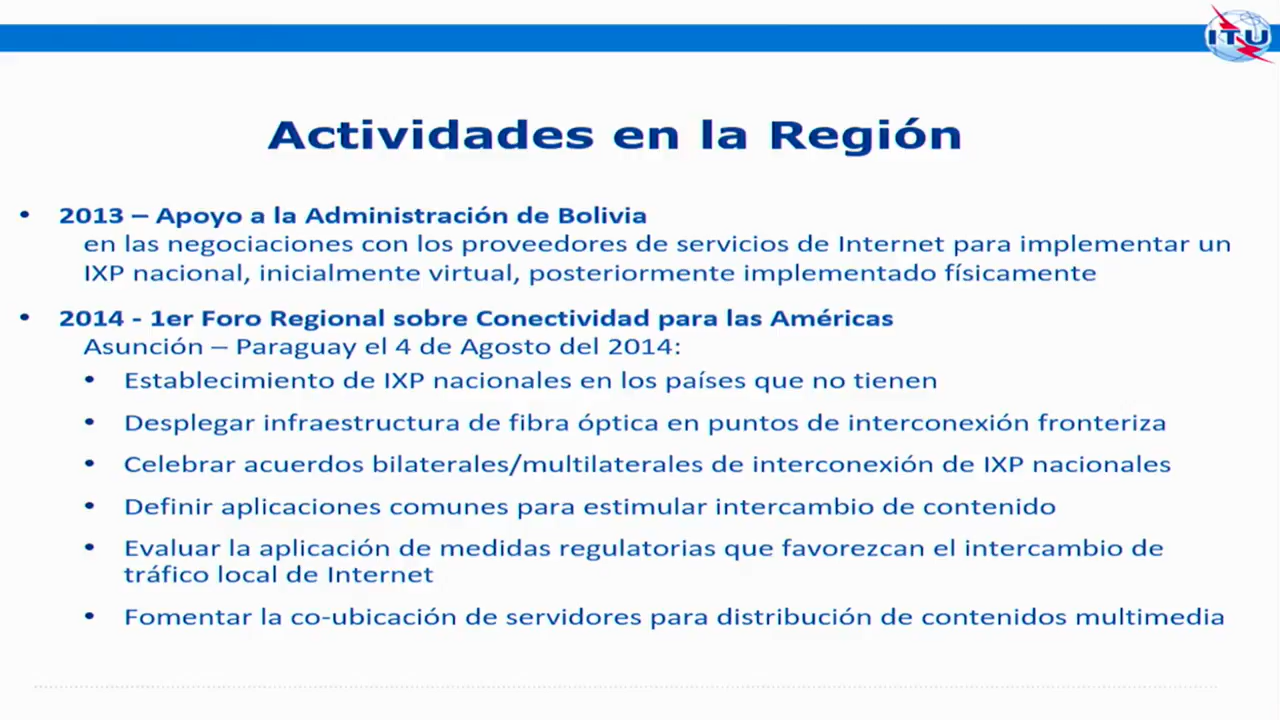 ITU
Actividades en la Región
• 2013 – Apoyo a la Administración de Bolivia
en las negociaciones con los proveedores de servicios de Internet para implementar un
IXP nacional, inicialmente virtual, posteriormente implementado físicamente
• 2014 - 1er Foro Regional sobre Conectividad para las Américas
Asunción – Paraguay el 4 de Agosto del 2014:
• Establecimiento de IXP nacionales en los países que no tienen
• Desplegar infraestructura de fibra óptica en puntos de interconexión fronteriza
• Celebrar acuerdos bilaterales/multilaterales de interconexión de IXP nacionales
• Definir aplicaciones comunes para estimular intercambio de contenido
• Evaluar la aplicación de medidas regulatorias que favorezcan el intercambio de
tráfico local de Internet
• Fomentar la co-ubicación de servidores para distribución de contenidos multimedia